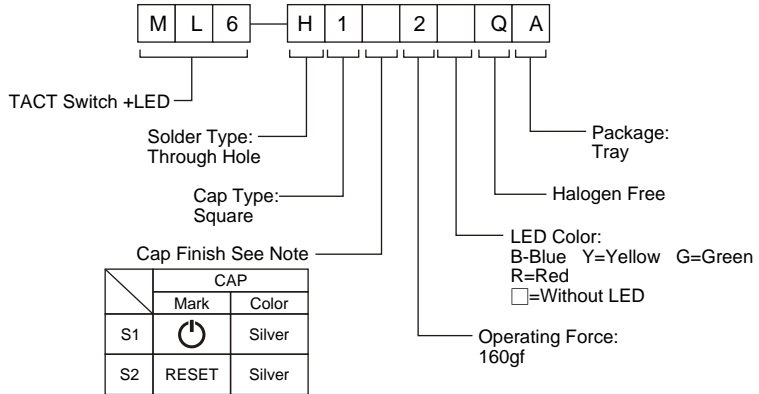 M L 6 H 1 2 Q A
TACT Switch +LED
Solder Type:
Through Hole
Cap Type:
Square
Cap Finish See Note
CAP
Mark Color
S1 Silver
S2 RESET Silver
Package:
Tray
Halogen Free
LED Color:
B-Blue Y=Yellow G=Green
R=Red
□=Without LED
Operating Force:
160gf